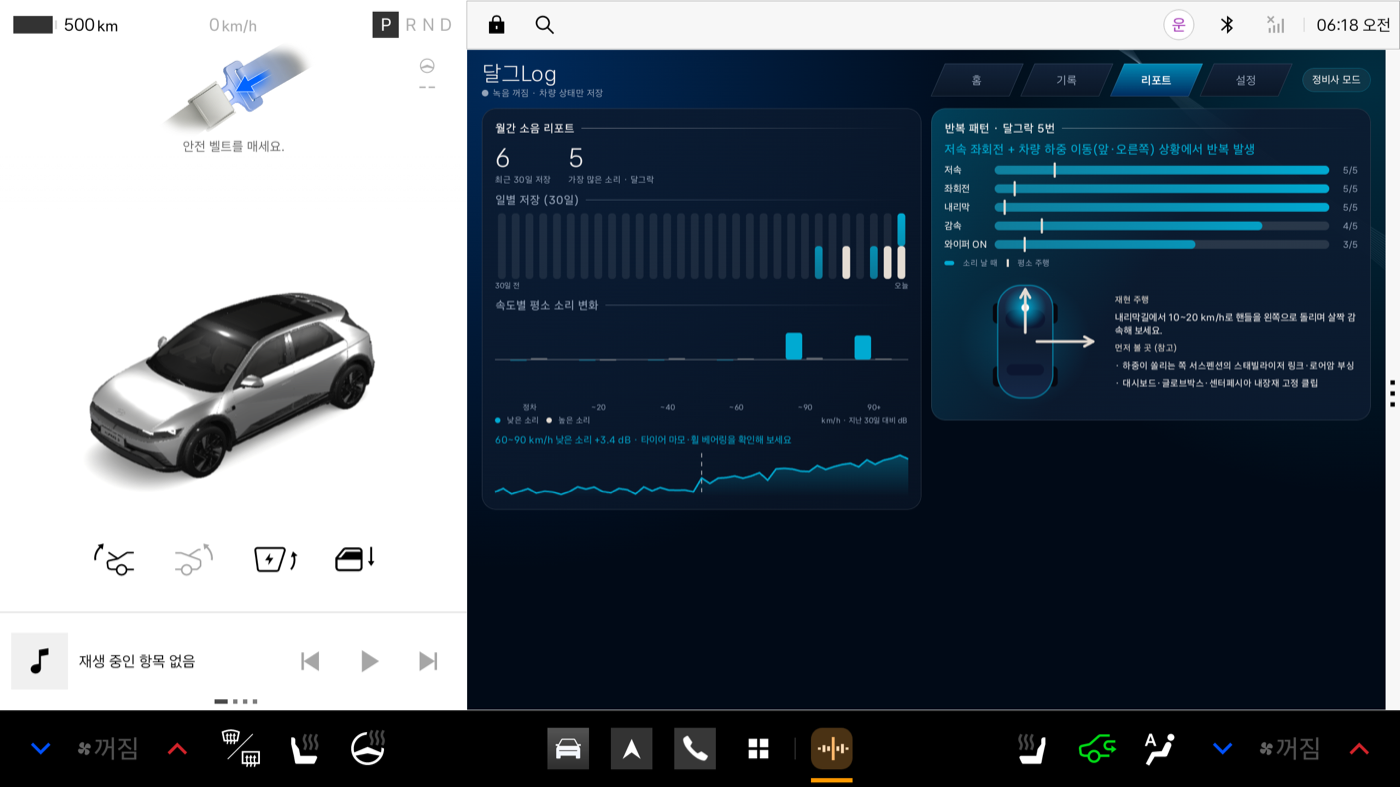 500 km
0 km/h
P R N D
안전 벨트를 매세요.
--
재생 중인 항목 없음
운
06:18 오전
달그Log
녹음 꺼짐 · 차량 상태만 저장
홈
기록
리포트
설정
정비사 모드
월간 소음 리포트
6
5
최근 30일 저장
가장 많은 소리 · 달그락
일별 저장 (30일)
30일 전
오늘
속도별 평소 소리 변화
정차
~20
~40
~60
~90
90+
낮은 소리
높은 소리
km/h · 지난 30일 대비 dB
60~90 km/h 낮은 소리 +3.4 dB · 타이어 마모·휠 베어링을 확인해 보세요
반복 패턴 · 달그락 5번
저속 좌회전 + 차량 하중 이동(앞·오른쪽) 상황에서 반복 발생
저속 5/5
좌회전 5/5
내리막 5/5
감속 4/5
와이퍼 ON 3/5
소리 날 때
평소 주행
재현 주행
내리막길에서 10~20 km/h로 핸들을 왼쪽으로 돌리며 살짝 감
속해 보세요.
먼저 볼 곳 (참고)
· 하중이 쏠리는 쪽 서스펜션의 스태빌라이저 링크·로어암 부싱
· 대시보드·글로브박스·센터페시아 내장재 고정 클립
꺼짐
A
꺼짐